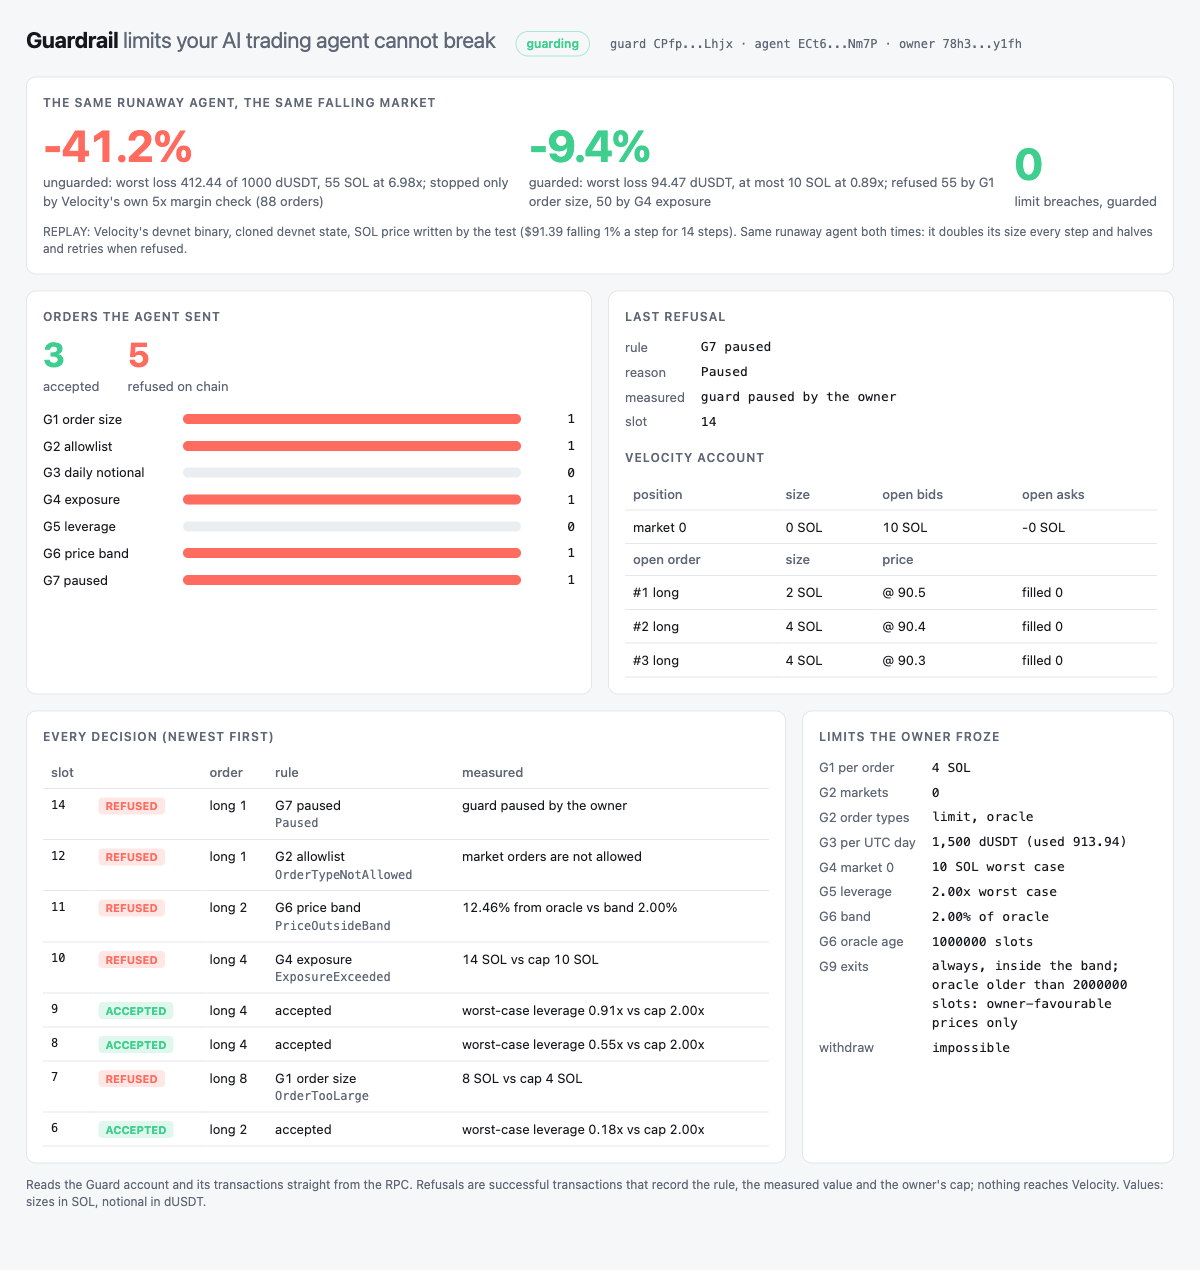 Guardrail limits your AI trading agent cannot break guarding guard CPfp...Lhjx · agent ECt6...Nm7P · owner 78h3...y1fh
THE SAME RUNAWAY AGENT, THE SAME FALLING MARKET
-41.2%
unguarded: worst loss 412.44 of 1000 dUSDT, 55 SOL at 6.98x; stopped only
by Velocity's own 5x margin check (88 orders)
-9.4%
guarded: worst loss 94.47 dUSDT, at most 10 SOL at 0.89x; refused 55 by G1
order size, 50 by G4 exposure
0
limit breaches, guarded
REPLAY: Velocity's devnet binary, cloned devnet state, SOL price written by the test ($91.39 falling 1% a step for 14 steps). Same runaway agent both times: it doubles its size every step and halves
and retries when refused.
ORDERS THE AGENT SENT
3 5
accepted refused on chain
G1 order size 1
G2 allowlist 1
G3 daily notional 0
G4 exposure 1
G5 leverage 0
G6 price band 1
G7 paused 1
LAST REFUSAL
rule G7 paused
reason Paused
measured guard paused by the owner
slot 14
VELOCITY ACCOUNT
position size open bids open asks
market 0 0 SOL 10 SOL -0 SOL
open order size price
#1 long 2 SOL @ 90.5 filled 0
#2 long 4 SOL @ 90.4 filled 0
#3 long 4 SOL @ 90.3 filled 0
EVERY DECISION (NEWEST FIRST)
slot order rule measured
14 REFUSED long 1 G7 paused guard paused by the owner
Paused
12 REFUSED long 1 G2 allowlist market orders are not allowed
OrderTypeNotAllowed
11 REFUSED long 2 G6 price band 12.46% from oracle vs band 2.00%
PriceOutsideBand
10 REFUSED long 4 G4 exposure 14 SOL vs cap 10 SOL
ExposureExceeded
9 ACCEPTED long 4 accepted worst-case leverage 0.91x vs cap 2.00x
8 ACCEPTED long 4 accepted worst-case leverage 0.55x vs cap 2.00x
7 REFUSED long 8 G1 order size 8 SOL vs cap 4 SOL
OrderTooLarge
6 ACCEPTED long 2 accepted worst-case leverage 0.18x vs cap 2.00x
LIMITS THE OWNER FROZE
G1 per order 4 SOL
G2 markets 0
G2 order types limit, oracle
G3 per UTC day 1,500 dUSDT (used 913.94)
G4 market 0 10 SOL worst case
G5 leverage 2.00x worst case
G6 band 2.00% of oracle
G6 oracle age 1000000 slots
G9 exits always, inside the band;
oracle older than 2000000
slots: owner-favourable
prices only
withdraw impossible
Reads the Guard account and its transactions straight from the RPC. Refusals are successful transactions that record the rule, the measured value and the owner's cap; nothing reaches Velocity. Values:
sizes in SOL, notional in dUSDT.